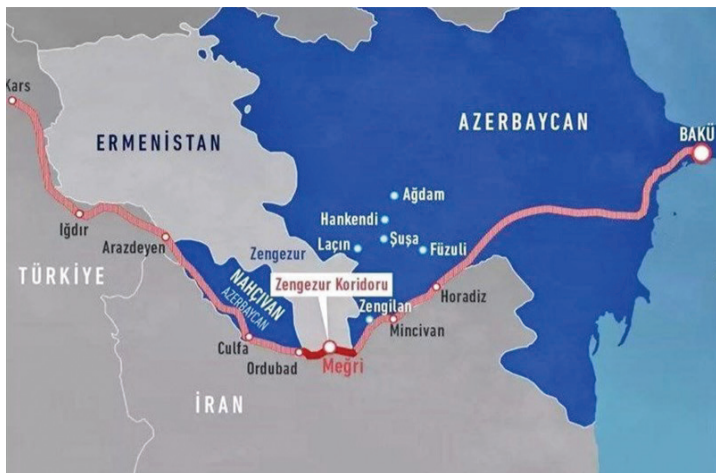 Kars
ERMENİSTAN
AZERBAYCAN
BAKÜ
Ağdam
Hankendi
Iğdır
Arazdeyen
Laçın
Şuşa
Füzuli
Zengezur
TÜRKİYE
NAHÇIVAN
AZERBAYCAN
Zengezur Koridoru
Zengilan
Horadiz
Mincivan
Culfa
Ordubad
Meğri
İRAN